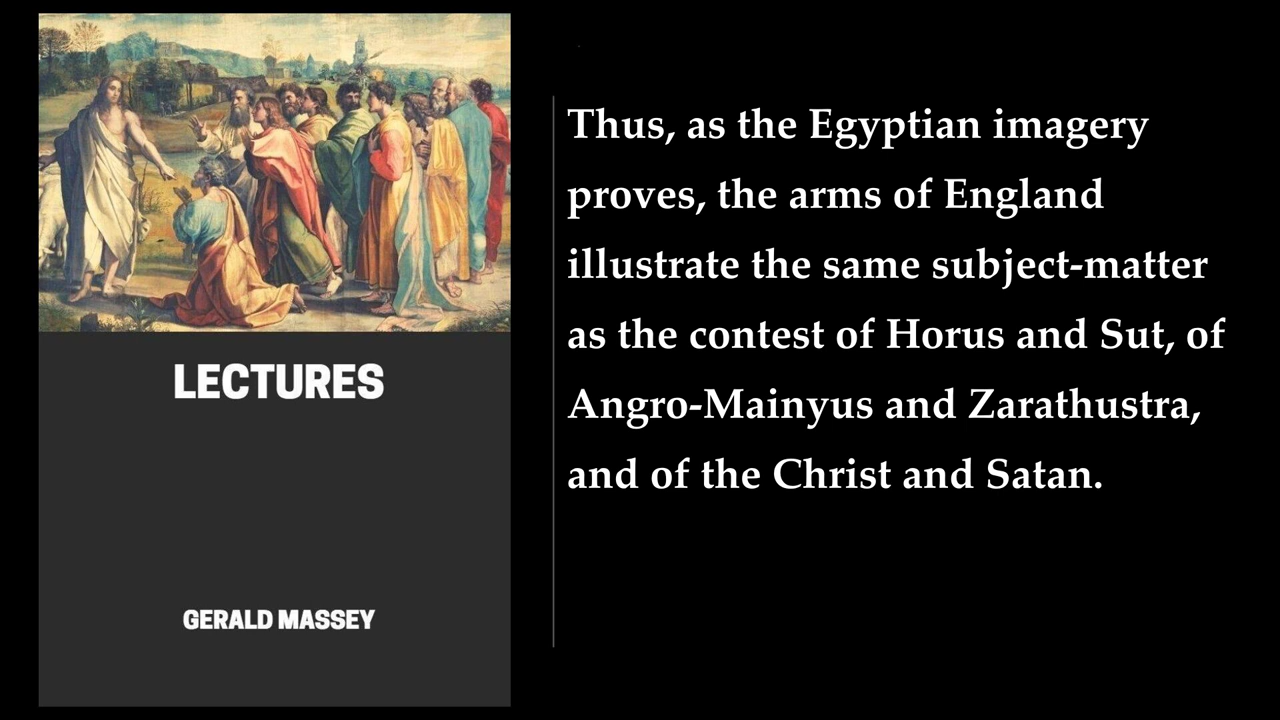 LECTURES
GERALD MASSEY
Thus, as the Egyptian imagery
proves, the arms of England
illustrate the same subject-matter
as the contest of Horus and Sut, of
Angro-Mainyus and Zarathustra,
and of the Christ and Satan.